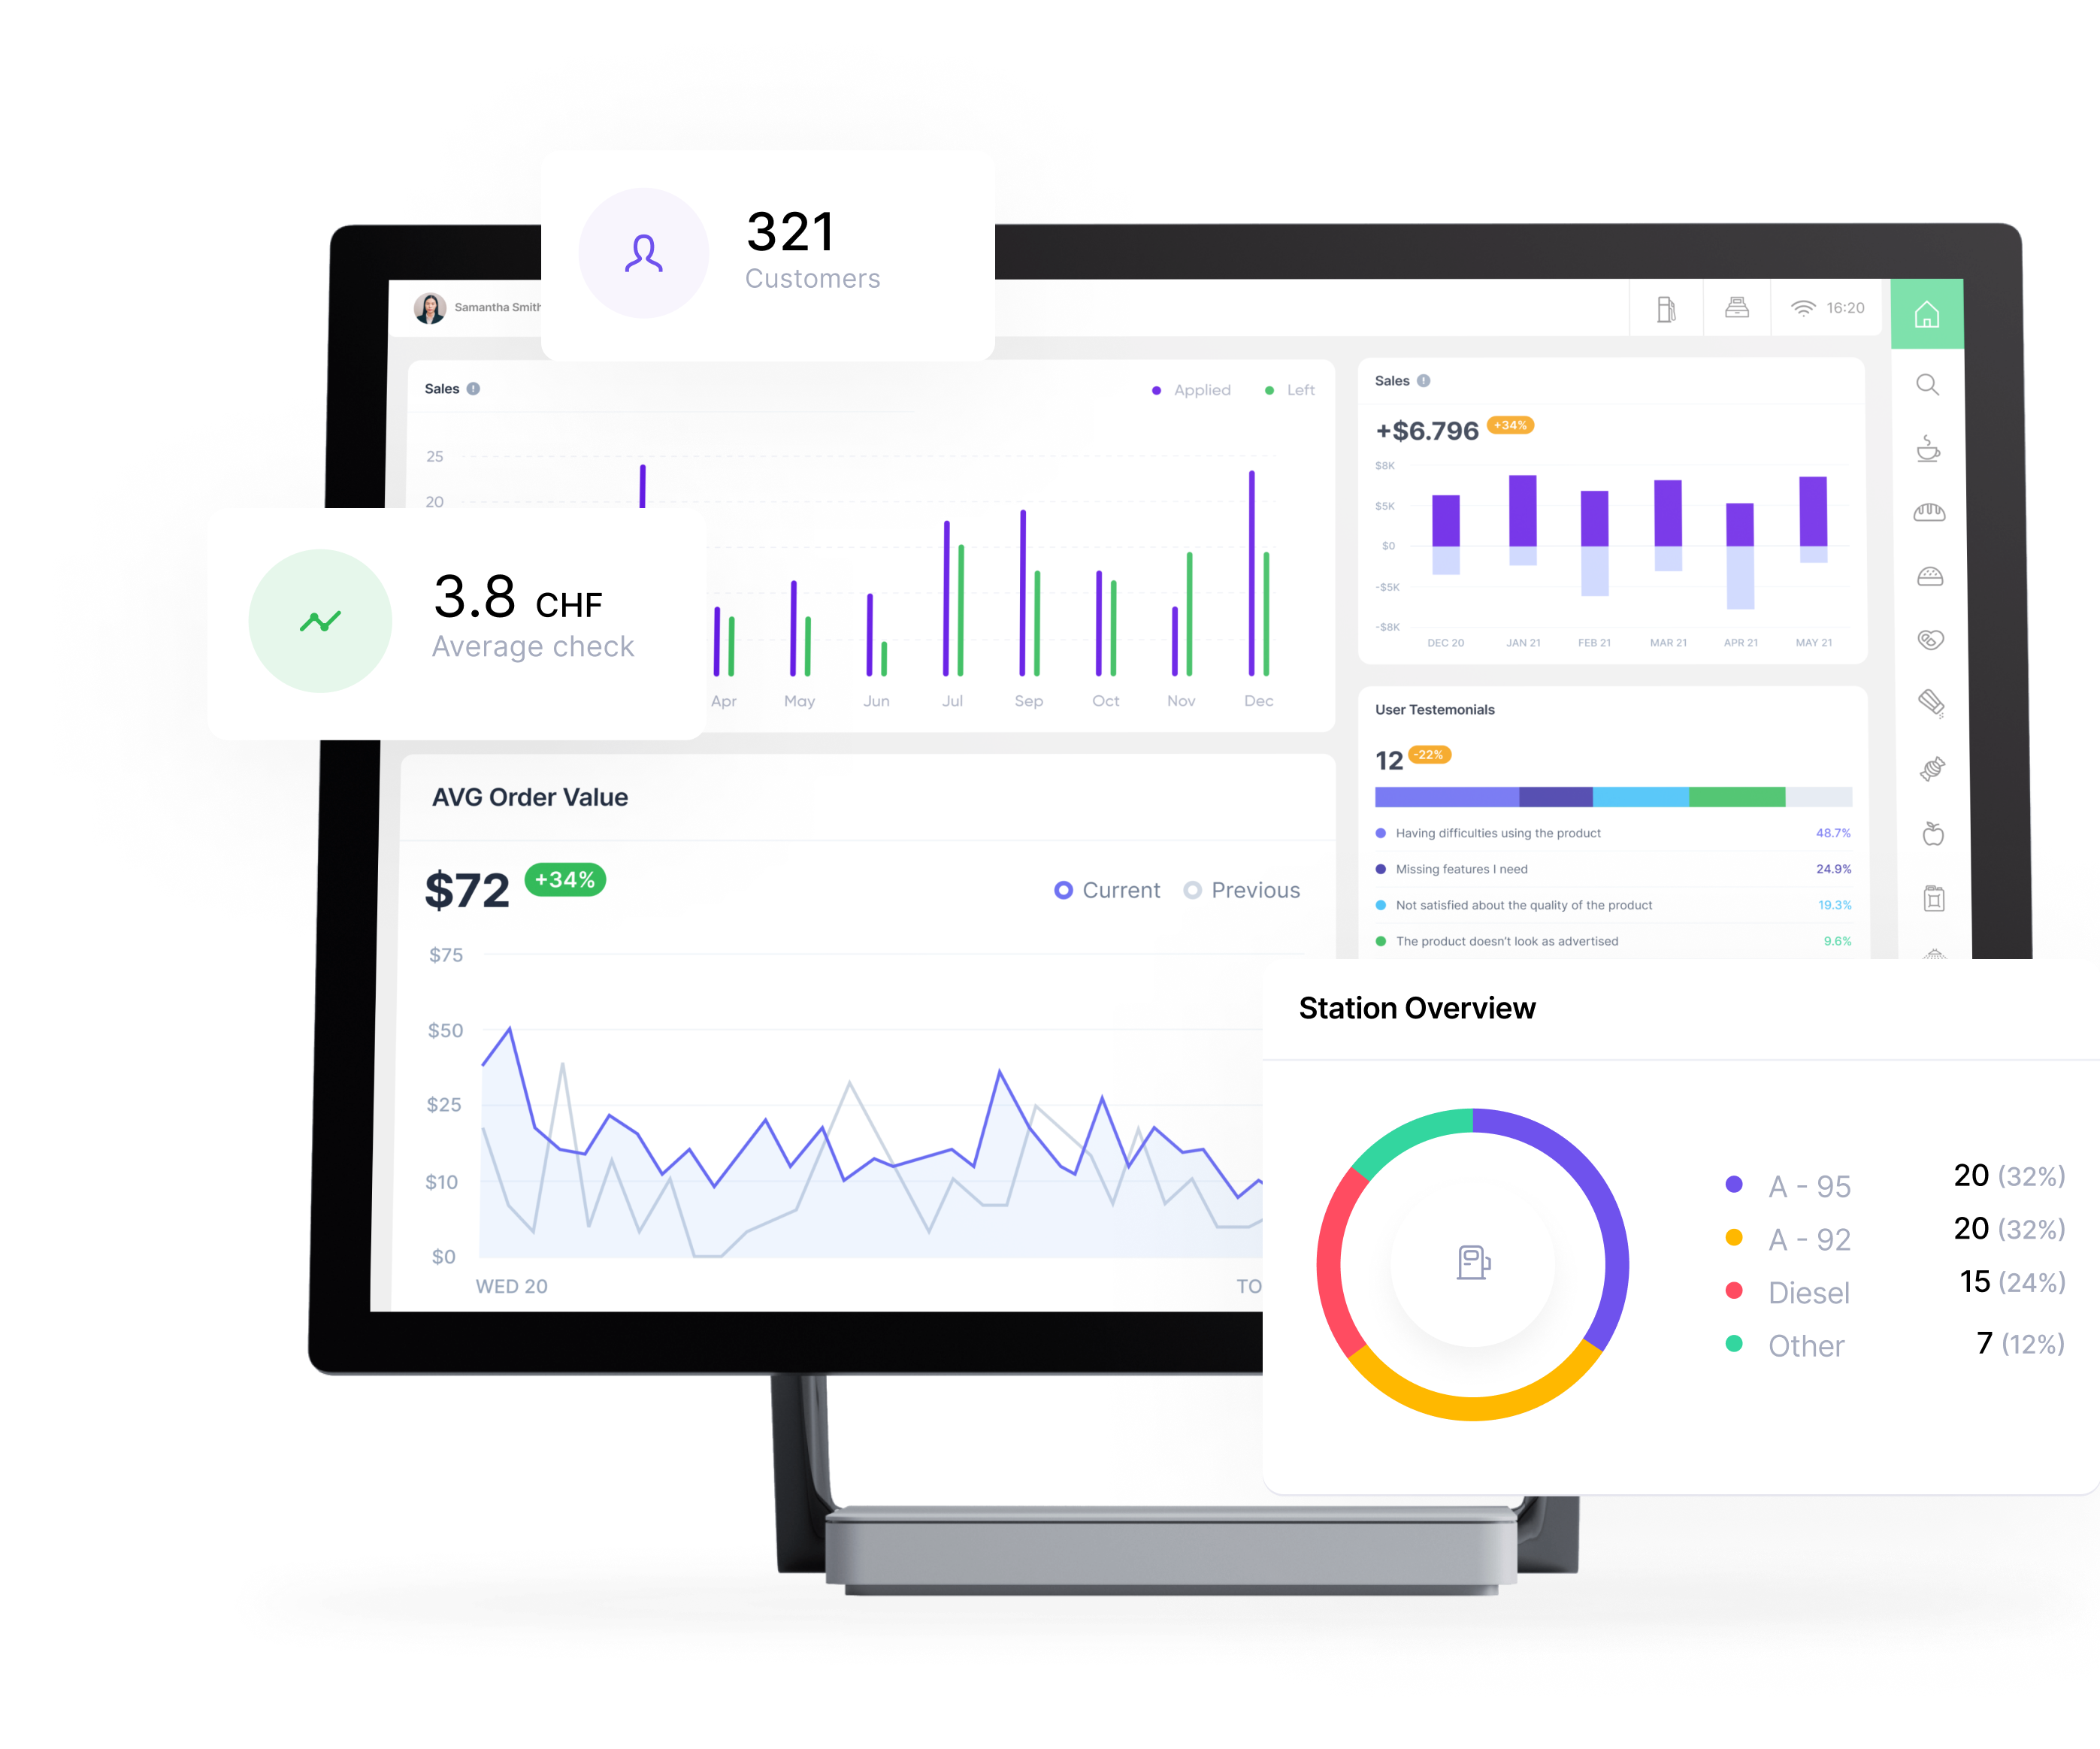 321
Customers
Samantha Smith
16:20
Sales
Applied Left
25
20
Apr May Jun Jul Sep Oct Nov Dec
3.8 CHF
Average check
Sales
+$6.796 +34%
$8K
$5K
$0
-$5K
-$8K
DEC 20 JAN 21 FEB 21 MAR 21 APR 21 MAY 21
User Testemonials
12 -22%
Having difficulties using the product 48.7%
Missing features I need 24.9%
Not satisfied about the quality of the product 19.3%
The product doesn't look as advertised 9.6%
AVG Order Value
$72 +34%
Current Previous
$75
$50
$25
$10
$0
WED 20 TO
Station Overview
A - 95 20 (32%)
A - 92 20 (32%)
Diesel 15 (24%)
Other 7 (12%)